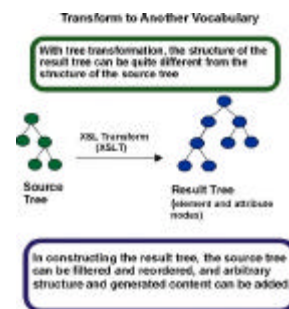 Transform to Another Vocabulary
With tree transformation, the structure of the
result tree can be quite different from the
structure of the source tree
XSL Transform
(XSLT)
Source
Tree
Result Tree
(element and attribute
nodes)
In constructing the result tree, the source tree
can be filtered and reordered, and arbitrary
structure and generated content can be added